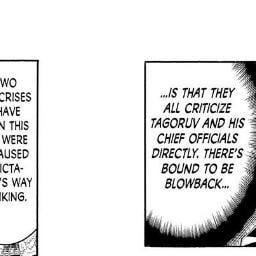 ...IS THAT THEY
ALL CRITICIZE
TAGORUV AND HIS
CHIEF OFFICIALS
DIRECTLY. THERE'S
BOUND TO BE
BLOWBACK...
WO
CRISES
HAVE
N THIS
WERE
AUSED
ICTA-
'S WAY
KING.